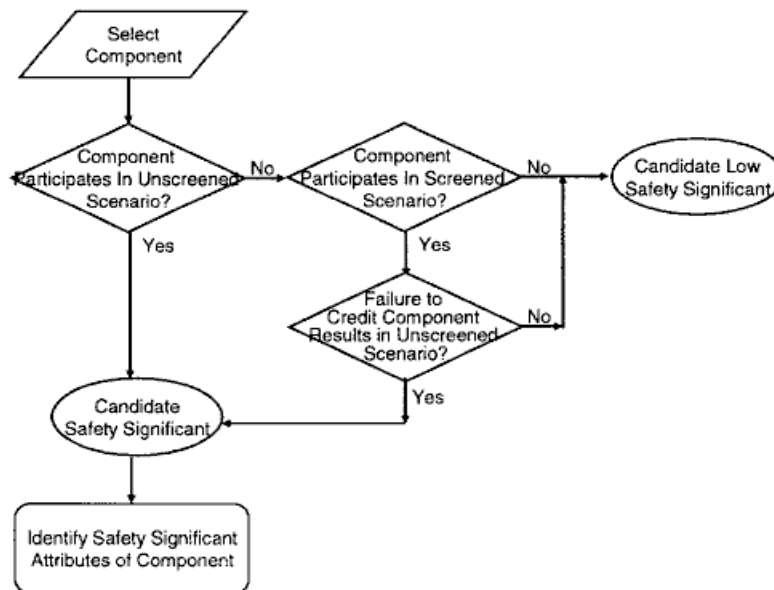 Select
Component
Component
Participates In Unscreened
Scenario?
No
Component
Participates In Screened
Scenario?
No
Candidate Low
Safety Significant
Yes
Yes
Failure to
Credit Component
Results in Unscreened
Scenario?
No
Yes
Candidate
Safety Significant
Identify Safety Significant
Attributes of Component